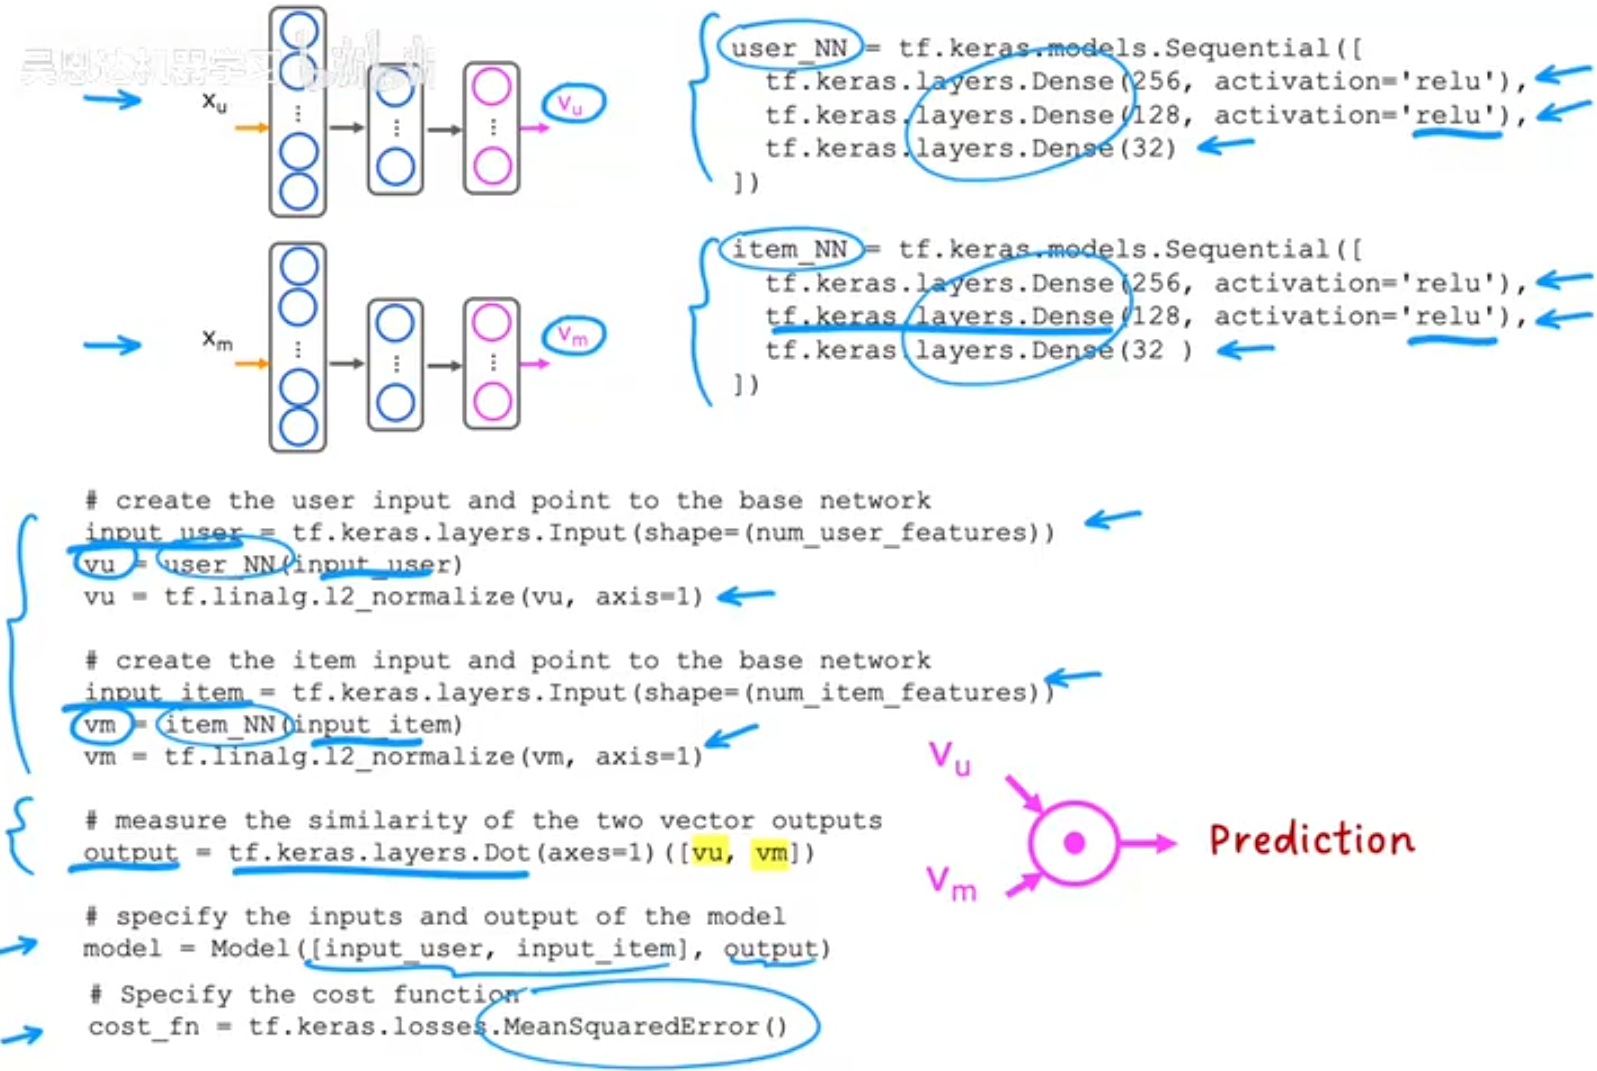 吴恩达机器学习
x_u
v_u
user_NN = tf.keras.models.Sequential([
tf.keras.layers.Dense(256, activation='relu'),
tf.keras.layers.Dense(128, activation='relu'),
tf.keras.layers.Dense(32)
])
x_m
v_m
item_NN = tf.keras.models.Sequential([
tf.keras.layers.Dense(256, activation='relu'),
tf.keras.layers.Dense(128, activation='relu'),
tf.keras.layers.Dense(32 )
])
# create the user input and point to the base network
input_user = tf.keras.layers.Input(shape=(num_user_features))
vu = user_NN(input_user)
vu = tf.linalg.l2_normalize(vu, axis=1)
# create the item input and point to the base network
input_item = tf.keras.layers.Input(shape=(num_item_features))
vm = item_NN(input_item)
vm = tf.linalg.l2_normalize(vm, axis=1)
# measure the similarity of the two vector outputs
output = tf.keras.layers.Dot(axes=1)([vu, vm])
# specify the inputs and output of the model
model = Model([input_user, input_item], output)
# Specify the cost function
cost_fn = tf.keras.losses.MeanSquaredError()
V_u
V_m
Prediction